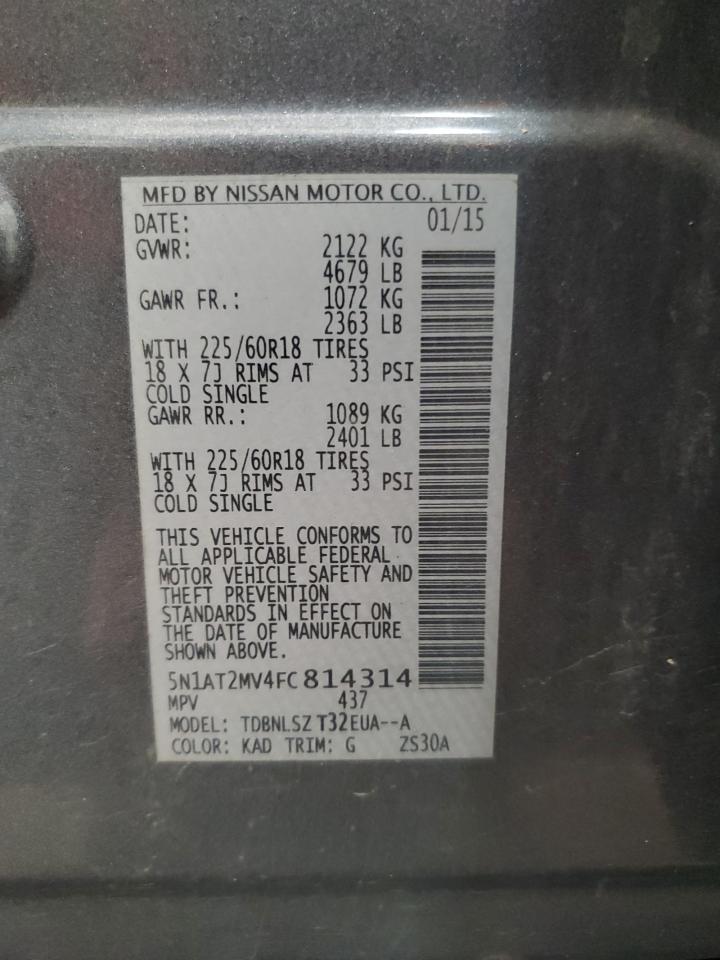 MFD BY NISSAN MOTOR CO., LTD.
DATE: 01/15
GVWR: 2122 KG
4679 LB
GAWR FR.: 1072 KG
2363 LB
WITH 225/60R18 TIRES
18 X 7J RIMS AT 33 PSI
COLD SINGLE
GAWR RR.: 1089 KG
2401 LB
WITH 225/60R18 TIRES
18 X 7J RIMS AT 33 PSI
COLD SINGLE
THIS VEHICLE CONFORMS TO
ALL APPLICABLE FEDERAL
MOTOR VEHICLE SAFETY AND
THEFT PREVENTION
STANDARDS IN EFFECT ON
THE DATE OF MANUFACTURE
SHOWN ABOVE.
5N1AT2MV4FC814314
MPV 437
MODEL: TDBNLSZ T32EUA--A
COLOR: KAD TRIM: G ZS30A